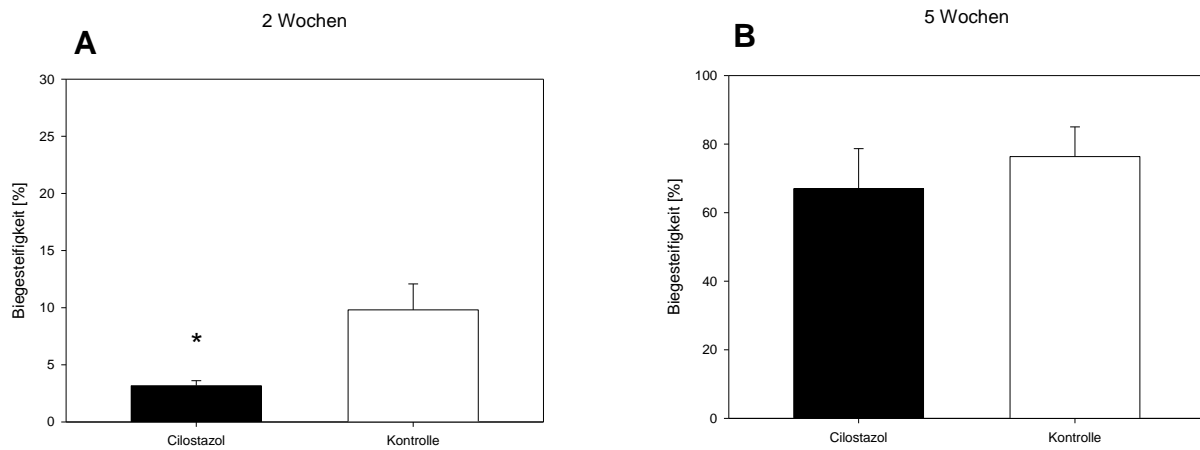 2 Wochen
A
30
25
20
15
10
5
0
Biegesteifigkeit [%]
*
Cilostazol Kontrolle
5 Wochen
B
100
80
60
40
20
0
Biegesteifigkeit [%]
Cilostazol Kontrolle